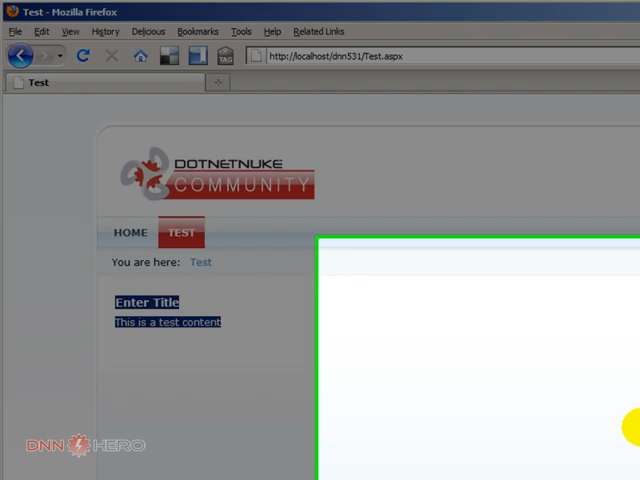 Test - Mozilla Firefox
File Edit View History Delicious Bookmarks Tools Help Related Links
TAG http://localhost/dnn531/Test.aspx
Test
DOTNETNUKE
COMMUNITY
HOME TEST
You are here: Test
Enter Title
This is a test content
DNN HERO